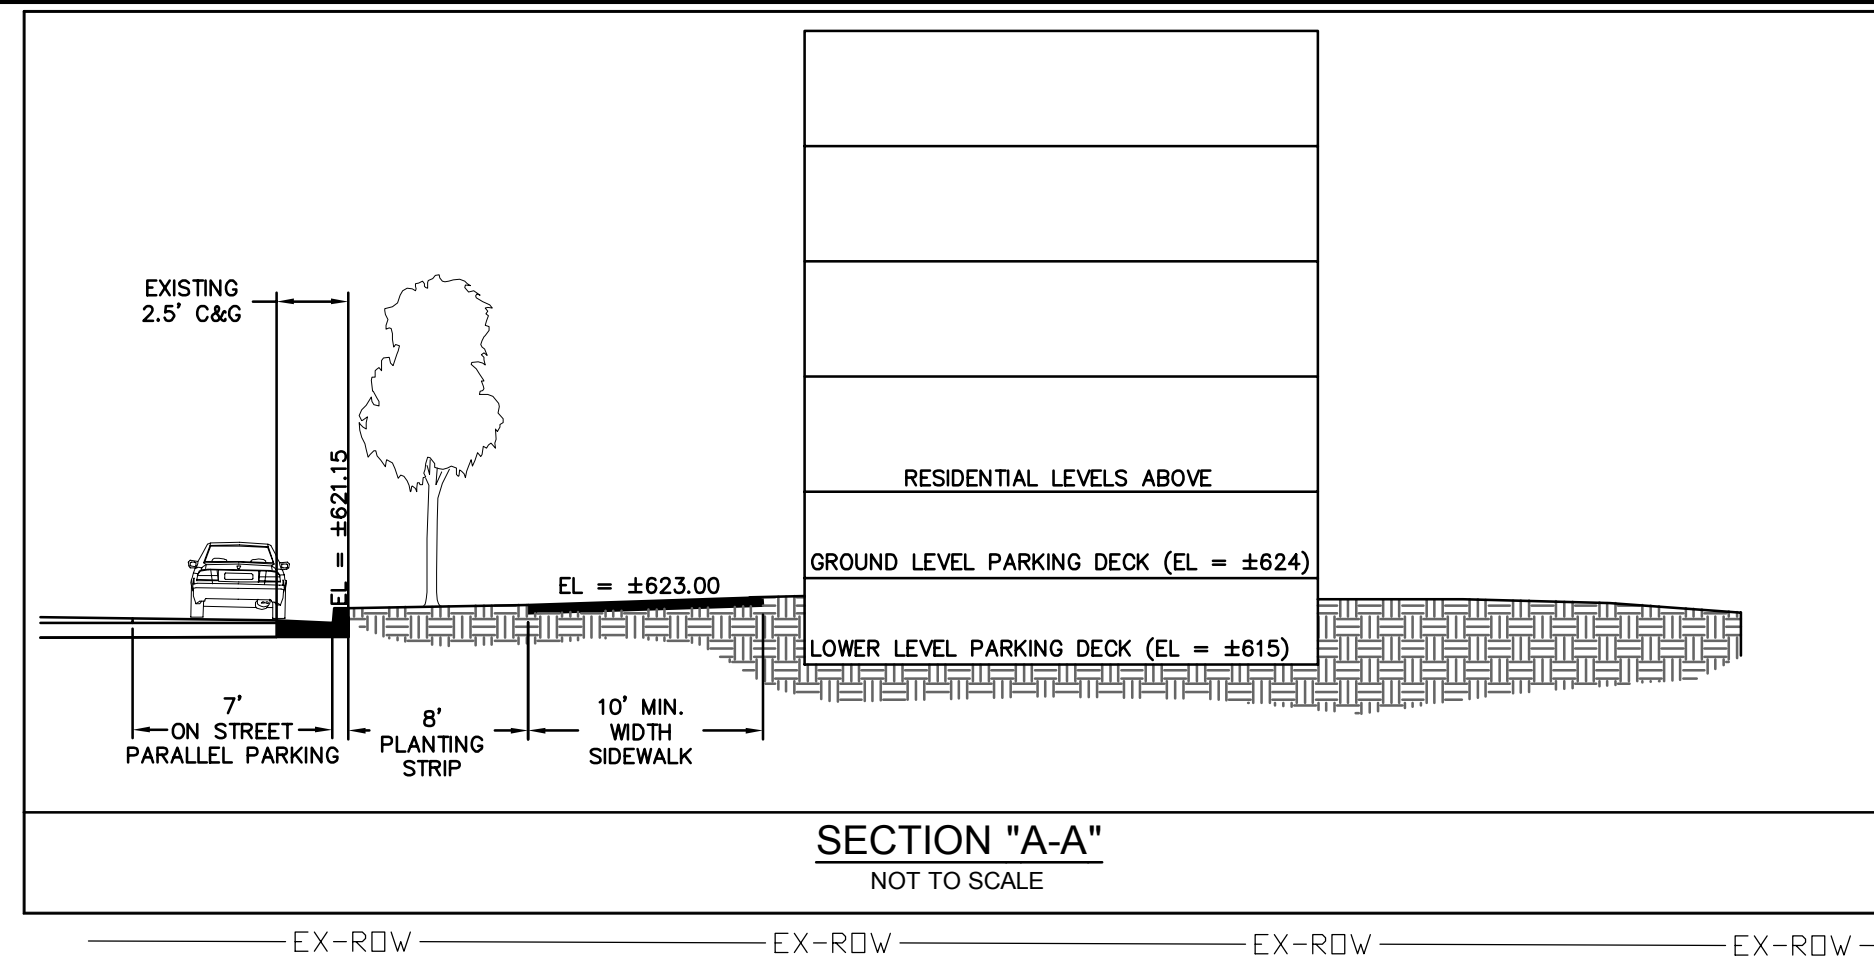 EXISTING
2.5' C&G
EL = ±621.15
RESIDENTIAL LEVELS ABOVE
GROUND LEVEL PARKING DECK (EL = ±624)
EL = ±623.00
LOWER LEVEL PARKING DECK (EL = ±615)
7'
ON STREET
PARALLEL PARKING
8'
PLANTING
STRIP
10' MIN.
WIDTH
SIDEWALK
SECTION "A-A"
NOT TO SCALE
EX-ROW EX-ROW EX-ROW EX-ROW